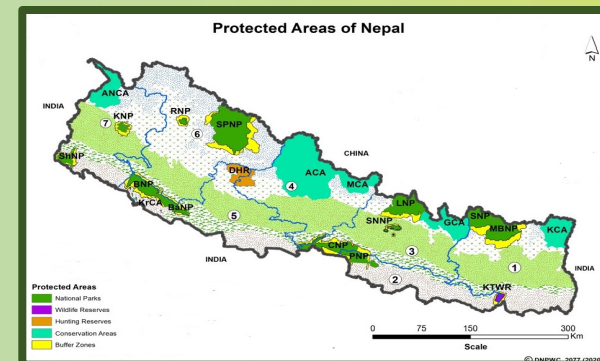 Protected Areas of Nepal
N
ANCA
INDIA
KNP
RNP
7
6
SPNP
ShNP
DHR
CHINA
BNP
4
ACA
MCA
KrCA
BaNP
LNP
5
SNNP
GCA
SNP
MBNP
KCA
CNP
3
INDIA
PNP
1
2
INDIA
KTWR
Protected Areas
National Parks
Wildlife Reserves
Hunting Reserves
Conservation Areas
Buffer Zones
0 75 150 300
Km
Scale
© DNPWC, 2077 (2020